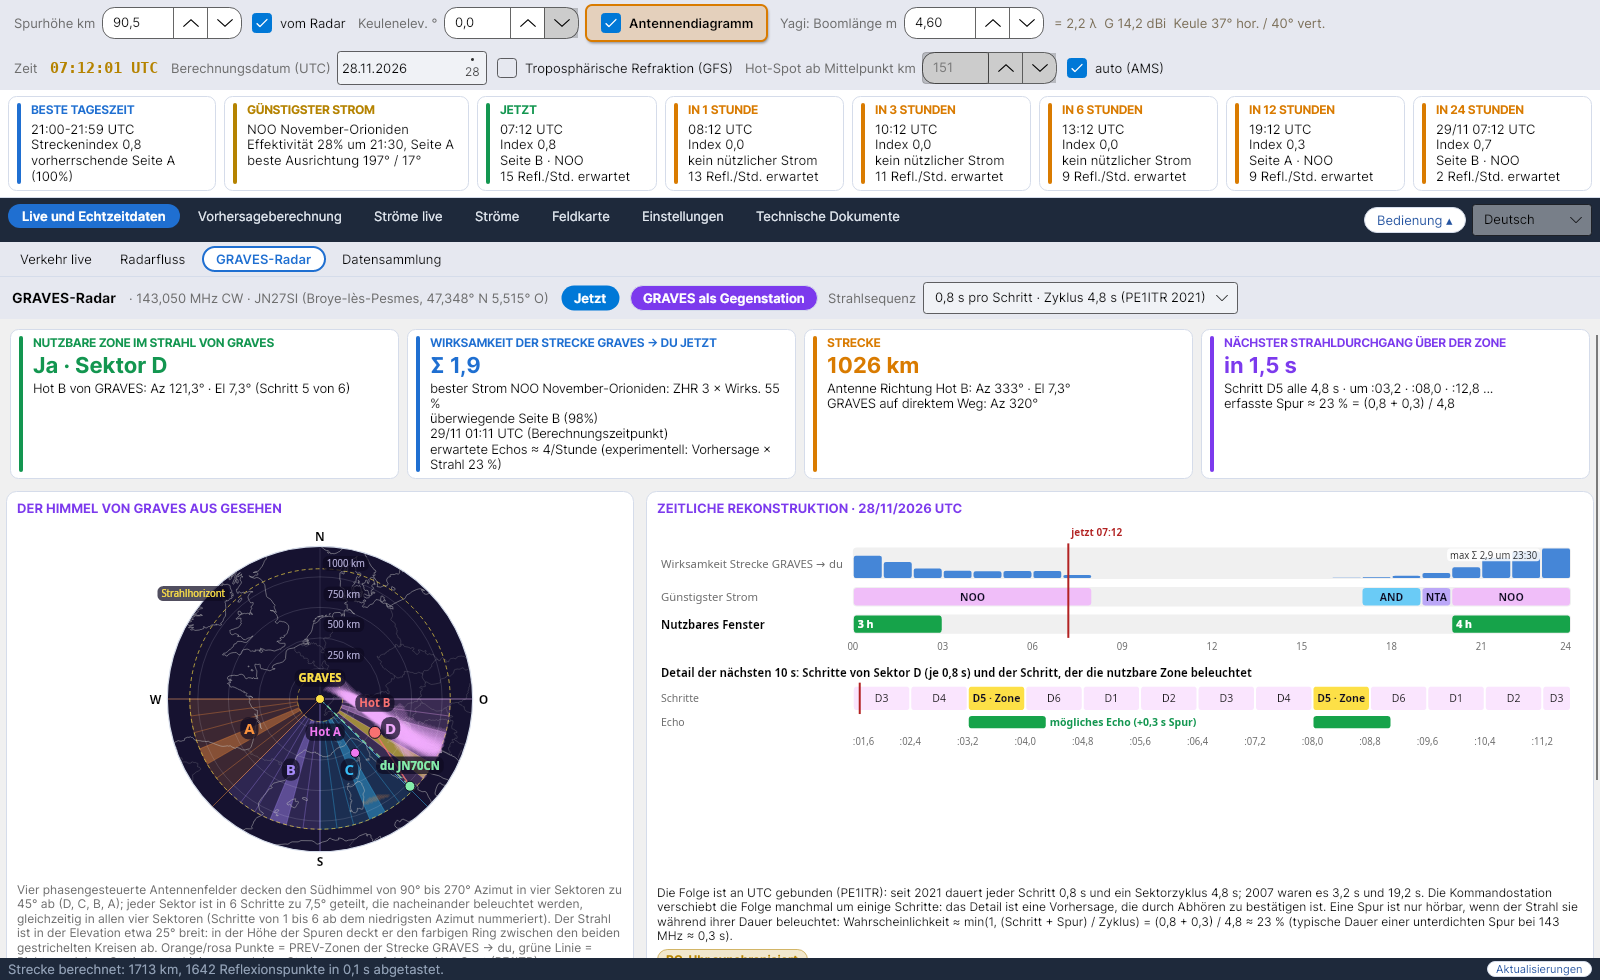 Spurhöhe km 90,5 vom Radar Keulenelev. ° 0,0 Antennendiagramm Yagi: Boomlänge m 4,60 = 2,2 λ G 14,2 dBi Keule 37° hor. / 40° vert.
Zeit 07:12:01 UTC Berechnungsdatum (UTC) 28.11.2026 28 Troposphärische Refraktion (GFS) Hot-Spot ab Mittelpunkt km 151 auto (AMS)
BESTE TAGESZEIT
21:00-21:59 UTC
Streckenindex 0,8
vorherrschende Seite A
(100%)
GÜNSTIGSTER STROM
NOO November-Orioniden
Effektivität 28% um 21:30, Seite A
beste Ausrichtung 197° / 17°
JETZT
07:12 UTC
Index 0,8
Seite B · NOO
15 Refl./Std. erwartet
IN 1 STUNDE
08:12 UTC
Index 0,0
kein nützlicher Strom
13 Refl./Std. erwartet
IN 3 STUNDEN
10:12 UTC
Index 0,0
kein nützlicher Strom
11 Refl./Std. erwartet
IN 6 STUNDEN
13:12 UTC
Index 0,0
kein nützlicher Strom
9 Refl./Std. erwartet
IN 12 STUNDEN
19:12 UTC
Index 0,3
Seite A · NOO
9 Refl./Std. erwartet
IN 24 STUNDEN
29/11 07:12 UTC
Index 0,7
Seite B · NOO
2 Refl./Std. erwartet
Live und Echtzeitdaten Vorhersageberechnung Ströme live Ströme Feldkarte Einstellungen Technische Dokumente Bedienung ▴ Deutsch
Verkehr live Radarfluss GRAVES-Radar Datensammlung
GRAVES-Radar · 143,050 MHz CW · JN27SI (Broye-lès-Pesmes, 47,348° N 5,515° O) Jetzt GRAVES als Gegenstation Strahlsequenz 0,8 s pro Schritt · Zyklus 4,8 s (PE1ITR 2021)
NUTZBARE ZONE IM STRAHL VON GRAVES
Ja · Sektor D
Hot B von GRAVES: Az 121,3° · El 7,3° (Schritt 5 von 6)
WIRKSAMKEIT DER STRECKE GRAVES → DU JETZT
Σ 1,9
bester Strom NOO November-Orioniden: ZHR 3 × Wirks. 55
%
überwiegende Seite B (98%)
29/11 01:11 UTC (Berechnungszeitpunkt)
erwartete Echos ≈ 4/Stunde (experimentell: Vorhersage ×
Strahl 23 %)
STRECKE
1026 km
Antenne Richtung Hot B: Az 333° · El 7,3°
GRAVES auf direktem Weg: Az 320°
NÄCHSTER STRAHLDURCHGANG ÜBER DER ZONE
in 1,5 s
Schritt D5 alle 4,8 s · um :03,2 · :08,0 · :12,8 ...
erfasste Spur ≈ 23 % = (0,8 + 0,3) / 4,8
DER HIMMEL VON GRAVES AUS GESEHEN
N
1000 km
Strahlhorizont 750 km
500 km
250 km
GRAVES
W O
Hot B
A Hot A D
B C du JN70CN
S
Vier phasengesteuerte Antennenfelder decken den Südhimmel von 90° bis 270° Azimut in vier Sektoren zu
45° ab (D, C, B, A); jeder Sektor ist in 6 Schritte zu 7,5° geteilt, die nacheinander beleuchtet werden,
gleichzeitig in allen vier Sektoren (Schritte von 1 bis 6 ab dem niedrigsten Azimut nummeriert). Der Strahl
ist in der Elevation etwa 25° breit: in der Höhe der Spuren deckt er den farbigen Ring zwischen den beiden
gestrichelten Kreisen ab. Orange/rosa Punkte = PREV-Zonen der Strecke GRAVES → du, grüne Linie =
ZEITLICHE REKONSTRUKTION · 28/11/2026 UTC
jetzt 07:12
Wirksamkeit Strecke GRAVES → du max Σ 2,9 um 23:30
Günstigster Strom NOO AND NTA NOO
Nutzbares Fenster 3 h 4 h
00 03 06 09 12 15 18 21 24
Detail der nächsten 10 s: Schritte von Sektor D (je 0,8 s) und der Schritt, der die nutzbare Zone beleuchtet
Schritte D3 D4 D5 · Zone D6 D1 D2 D3 D4 D5 · Zone D6 D1 D2 D3
Echo mögliches Echo (+0,3 s Spur)
:01,6 :02,4 :03,2 :04,0 :04,8 :05,6 :06,4 :07,2 :08,0 :08,8 :09,6 :10,4 :11,2
Die Folge ist an UTC gebunden (PE1ITR): seit 2021 dauert jeder Schritt 0,8 s und ein Sektorzyklus 4,8 s; 2007 waren es 3,2 s und 19,2 s. Die Kommandostation
verschiebt die Folge manchmal um einige Schritte: das Detail ist eine Vorhersage, die durch Abhören zu bestätigen ist. Eine Spur ist nur hörbar, wenn der Strahl sie
während ihrer Dauer beleuchtet: Wahrscheinlichkeit ≈ min(1, (Schritt + Spur) / Zyklus) = (0,8 + 0,3) / 4,8 ≈ 23 % (typische Dauer einer unterdichten Spur bei 143
MHz ≈ 0,3 s).
Strecke berechnet: 1713 km, 1642 Reflexionspunkte in 0,1 s abgetastet. Aktualisierungen